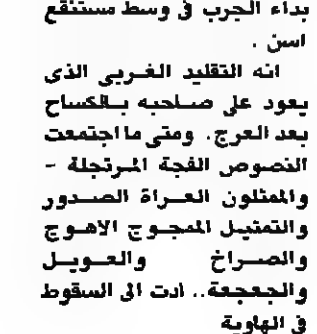 بداء الجرب في وسط مستنقع
اسن .
انه التقليد الغربي الذي
يعود على صاحبه بالكساح
بعد العرج. ومتى ما اجتمعت
النصوص الفجة المرتجلة -
والممثلون العراة الصدور
والتمثيل الممجوج الاهوج
والصراخ والعويل
والجعجعة.. ادت الى السقوط
في الهاوية